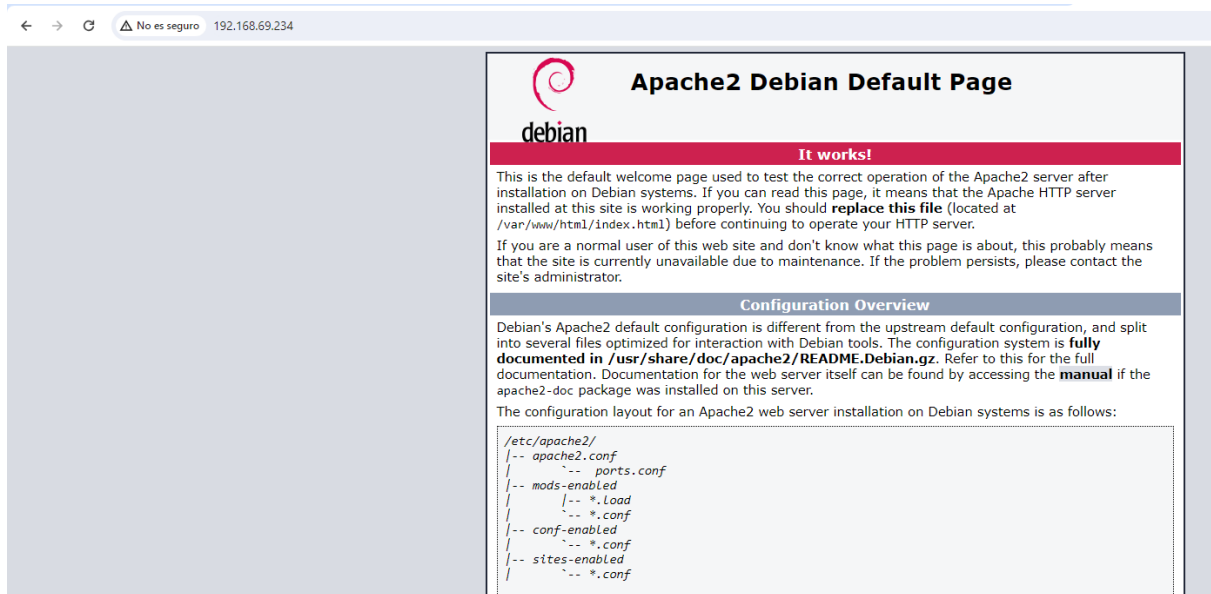 No es seguro 192.168.69.234
debian
Apache2 Debian Default Page
It works!
This is the default welcome page used to test the correct operation of the Apache2 server after
installation on Debian systems. If you can read this page, it means that the Apache HTTP server
installed at this site is working properly. You should replace this file (located at
/var/www/html/index.html) before continuing to operate your HTTP server.
If you are a normal user of this web site and don't know what this page is about, this probably means
that the site is currently unavailable due to maintenance. If the problem persists, please contact the
site's administrator.
Configuration Overview
Debian's Apache2 default configuration is different from the upstream default configuration, and split
into several files optimized for interaction with Debian tools. The configuration system is fully
documented in /usr/share/doc/apache2/README.Debian.gz. Refer to this for the full
documentation. Documentation for the web server itself can be found by accessing the manual if the
apache2-doc package was installed on this server.
The configuration layout for an Apache2 web server installation on Debian systems is as follows:
/etc/apache2/
|-- apache2.conf
|       `--  ports.conf
|-- mods-enabled
|       |-- *.load
|       `-- *.conf
|-- conf-enabled
|       `-- *.conf
|-- sites-enabled
|       `-- *.conf